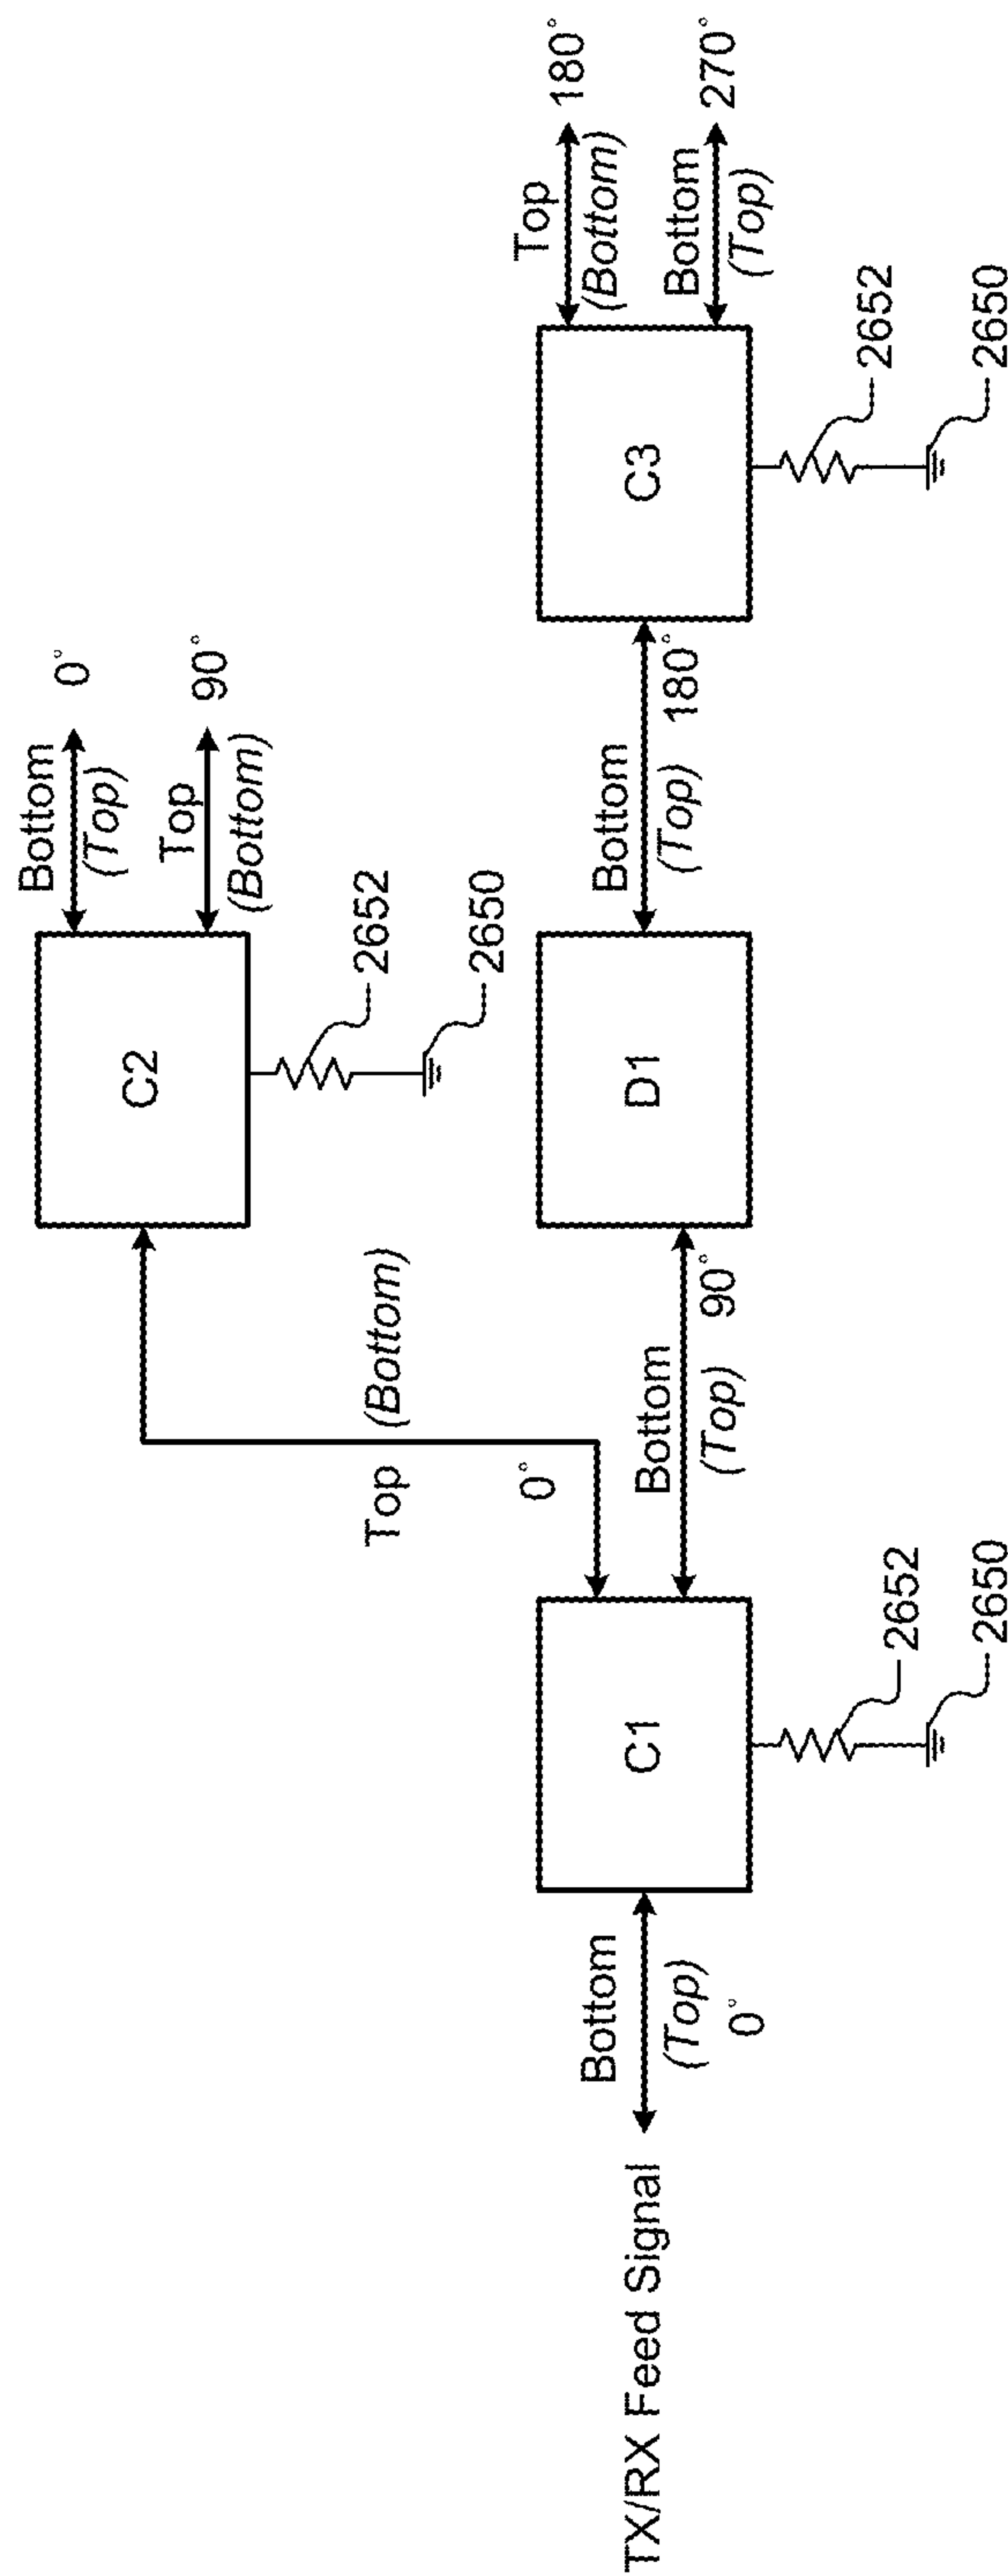 TX/RX Feed Signal
Bottom
(Top)
0°
C1
2652
2650
Top
(Bottom)
0°
Bottom
(Top)
90°
C2
2652
2650
Bottom
(Top)
0°
Top
(Bottom)
90°
D1
Bottom
(Top)
180°
C3
2652
2650
Top
(Bottom)
180°
Bottom
(Top)
270°